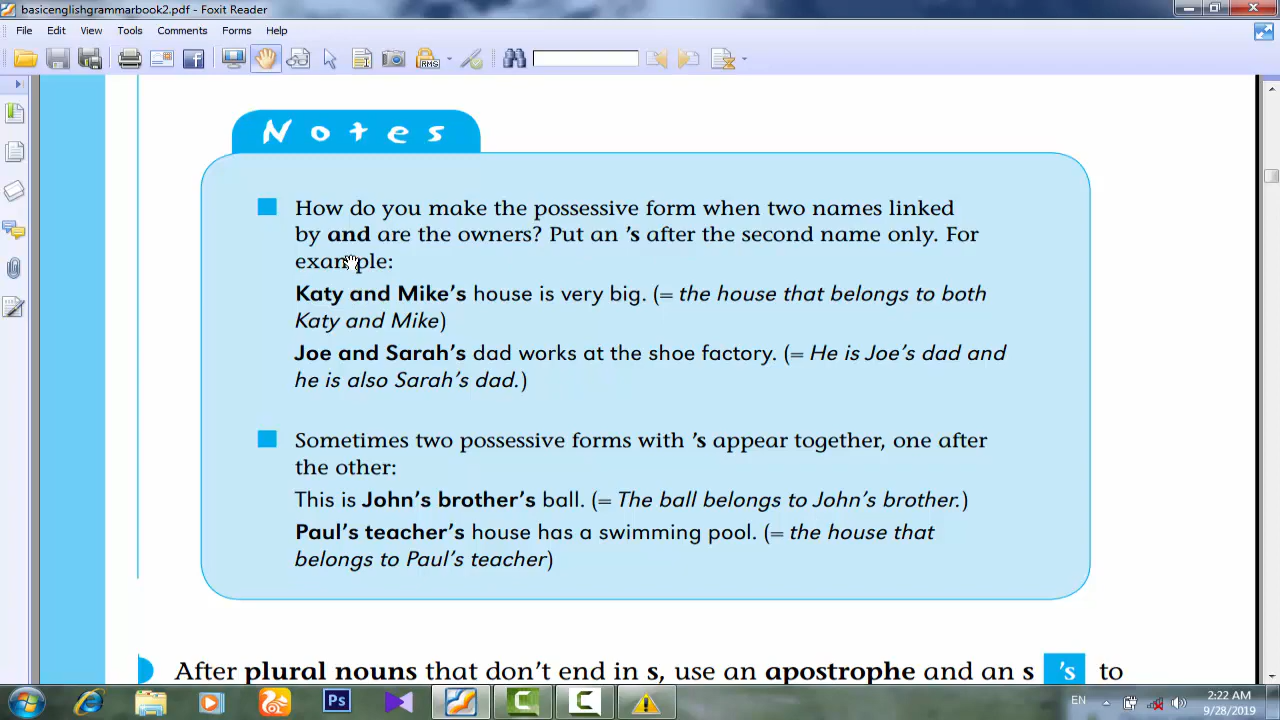 basicenglishgrammarbook2.pdf - Foxit Reader
File Edit View Tools Comments Forms Help
RMS
Notes
How do you make the possessive form when two names linked
by and are the owners? Put an ’s after the second name only. For
example:
Katy and Mike’s house is very big. (= the house that belongs to both
Katy and Mike)
Joe and Sarah’s dad works at the shoe factory. (= He is Joe’s dad and
he is also Sarah’s dad.)
Sometimes two possessive forms with ’s appear together, one after
the other:
This is John’s brother’s ball. (= The ball belongs to John’s brother.)
Paul’s teacher’s house has a swimming pool. (= the house that
belongs to Paul’s teacher)
After plural nouns that don’t end in s, use an apostrophe and an s ’s to
Ps
EN
2:22 AM
9/28/2019